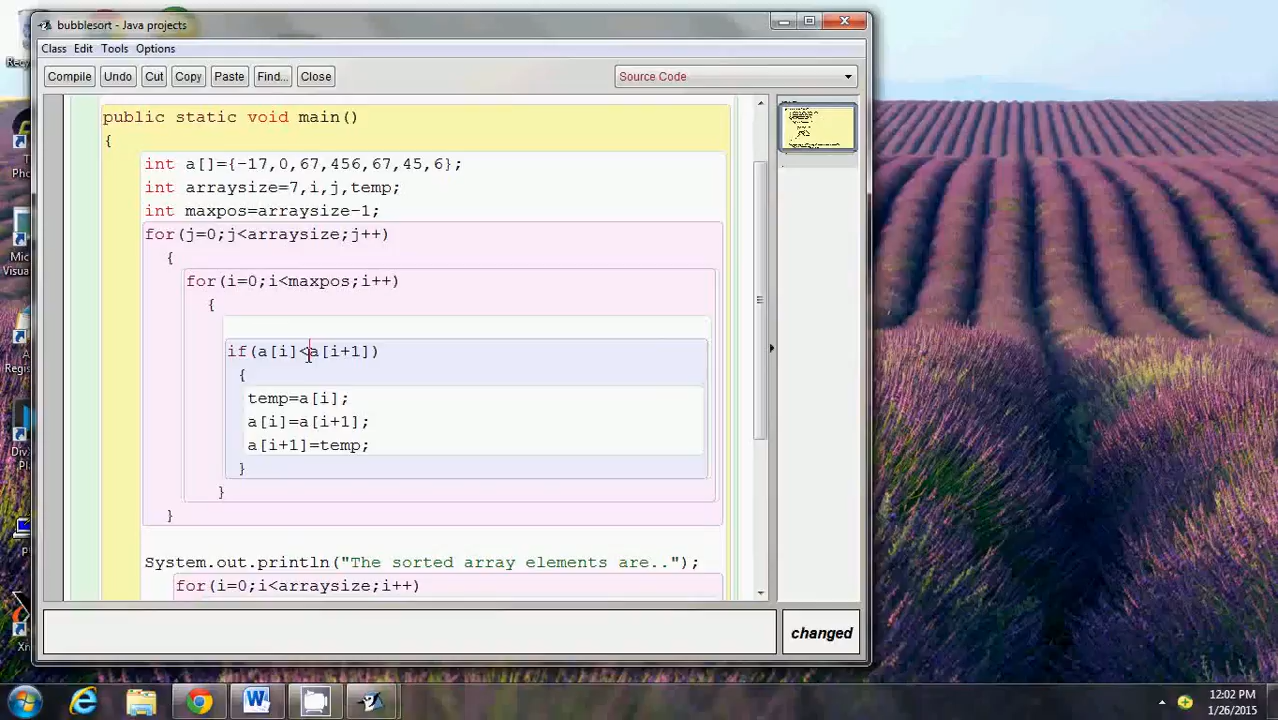 bubblesort - Java projects
Class Edit Tools Options
Compile Undo Cut Copy Paste Find... Close Source Code
public static void main()
{
int a[]={-17,0,67,456,67,45,6};
int arraysize=7,i,j,temp;
int maxpos=arraysize-1;
for(j=0;j<arraysize;j++)
{
for(i=0;i<maxpos;i++)
{
if(a[i]<a[i+1])
{
temp=a[i];
a[i]=a[i+1];
a[i+1]=temp;
}
}
}
System.out.println("The sorted array elements are..");
for(i=0;i<arraysize;i++)
changed
12:02 PM
1/26/2015